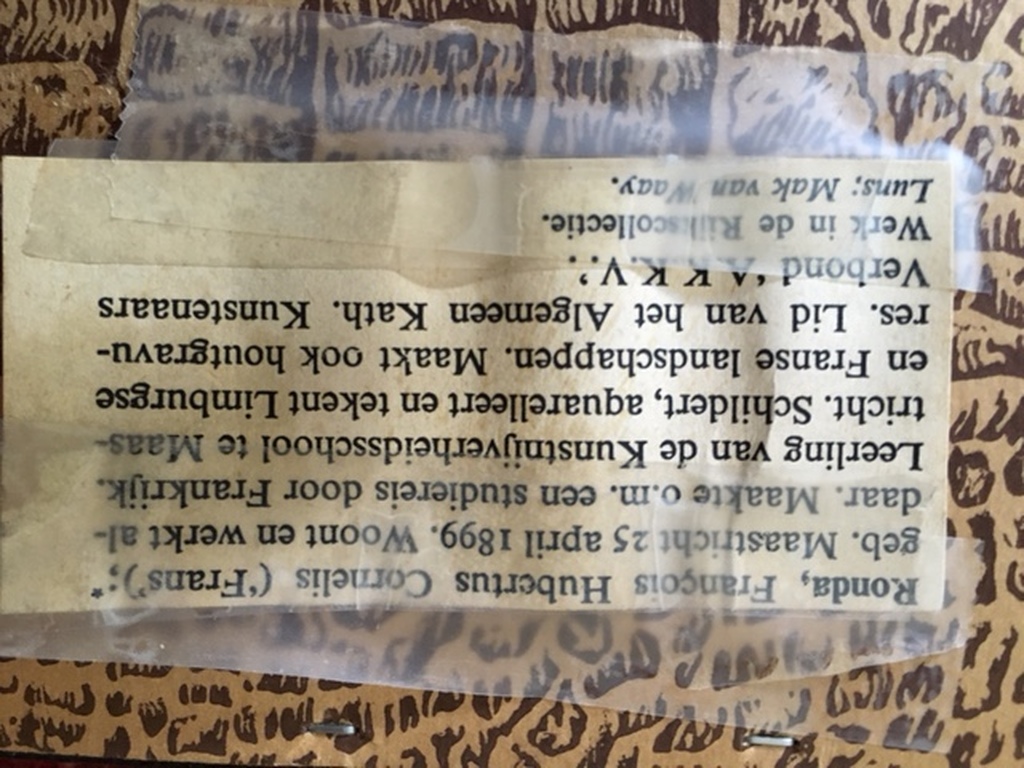 Ronda, François Hubertus Cornelis ('Frans');*
geb. Maastricht 25 april 1899. Woont en werkt al-
daar. Maakte o.m. een studiereis door Frankrijk.
Leerling van de Kunstnijverheidsschool te Maas-
tricht. Schildert, aquarelleert en tekent Limburgse
en Franse landschappen. Maakt ook houtgravu-
res. Lid van het Algemeen Kath. Kunstenaars
Verbond 'A.K.K.V.'.
Werk in de Rijkscollectie.
Luns; Mak van Waay.